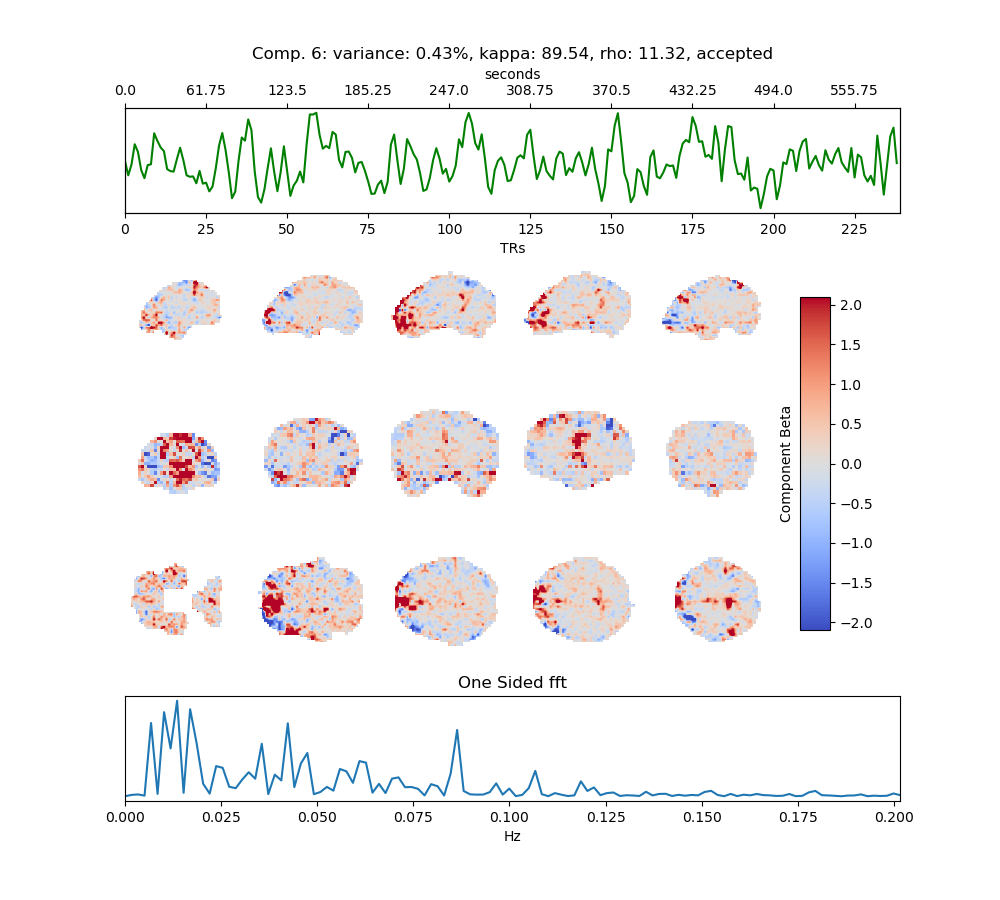 Comp. 6: variance: 0.43%, kappa: 89.54, rho: 11.32, accepted
seconds
0.0 61.75 123.5 185.25 247.0 308.75 370.5 432.25 494.0 555.75
0 25 50 75 100 125 150 175 200 225
TRs
2.0
1.5
1.0
0.5
0.0
−0.5
−1.0
−1.5
−2.0
Component Beta
One Sided fft
0.000 0.025 0.050 0.075 0.100 0.125 0.150 0.175 0.200
Hz